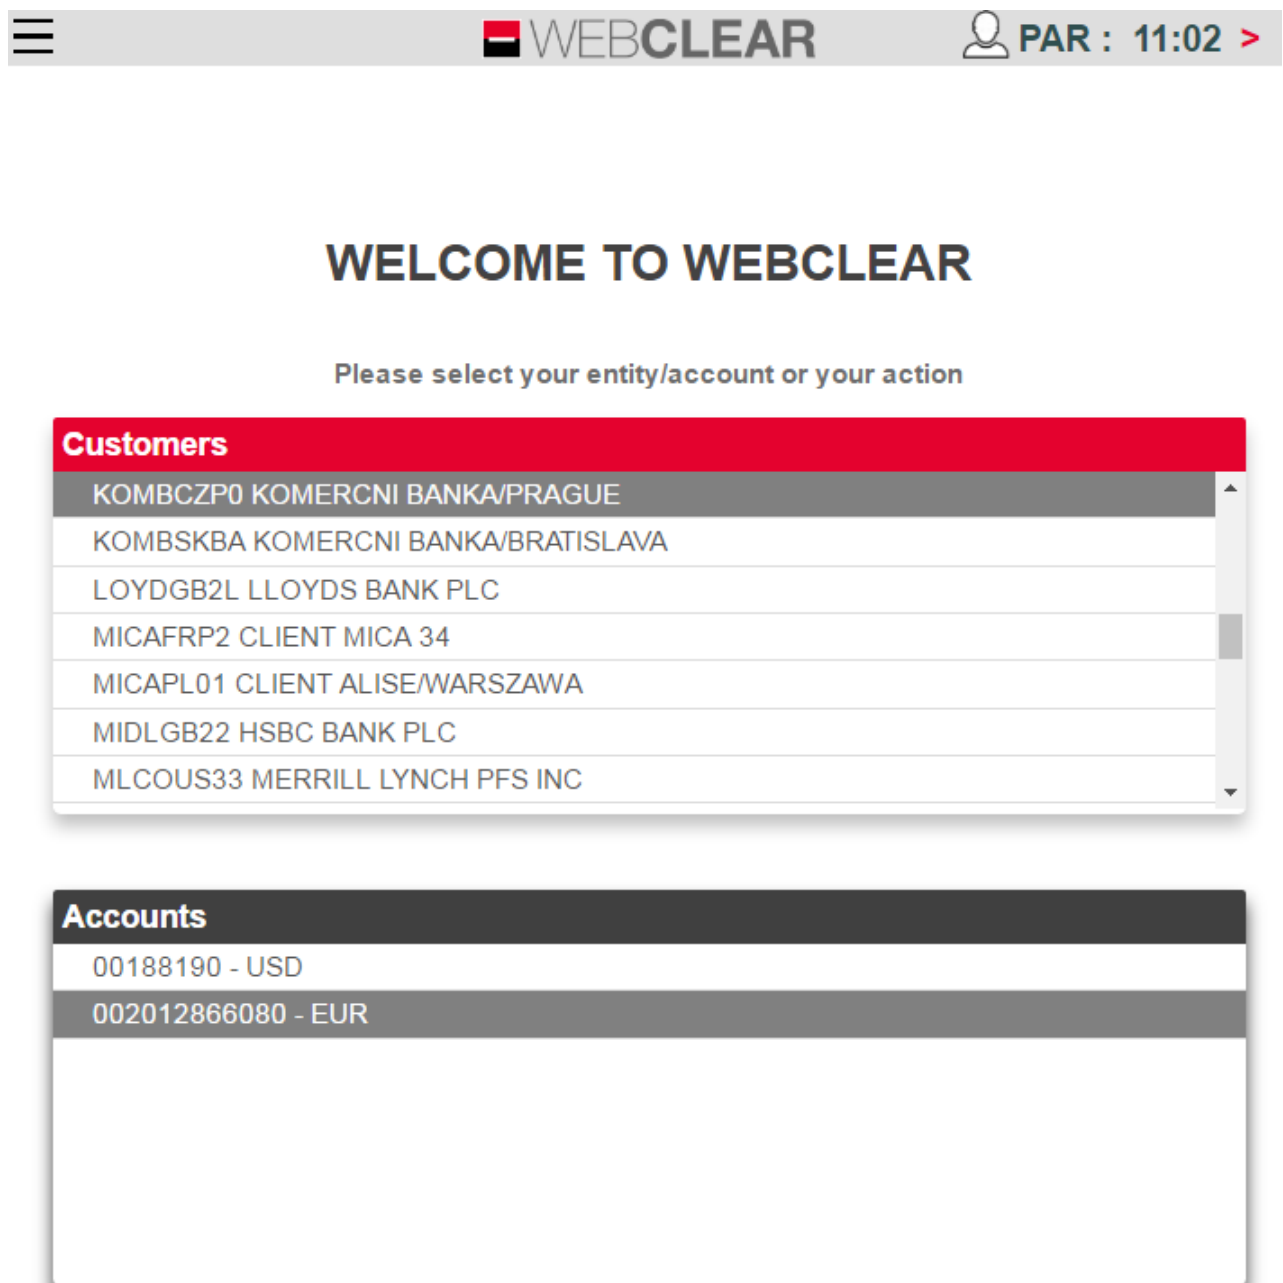 WEBCLEAR
PAR : 11:02 >
WELCOME TO WEBCLEAR
Please select your entity/account or your action
Customers
KOMBCZP0 KOMERCNI BANKA/PRAGUE
KOMBSKBA KOMERCNI BANKA/BRATISLAVA
LOYDGB2L LLOYDS BANK PLC
MICAFRP2 CLIENT MICA 34
MICAPL01 CLIENT ALISE/WARSZAWA
MIDLGB22 HSBC BANK PLC
MLCOUS33 MERRILL LYNCH PFS INC
Accounts
00188190 - USD
002012866080 - EUR